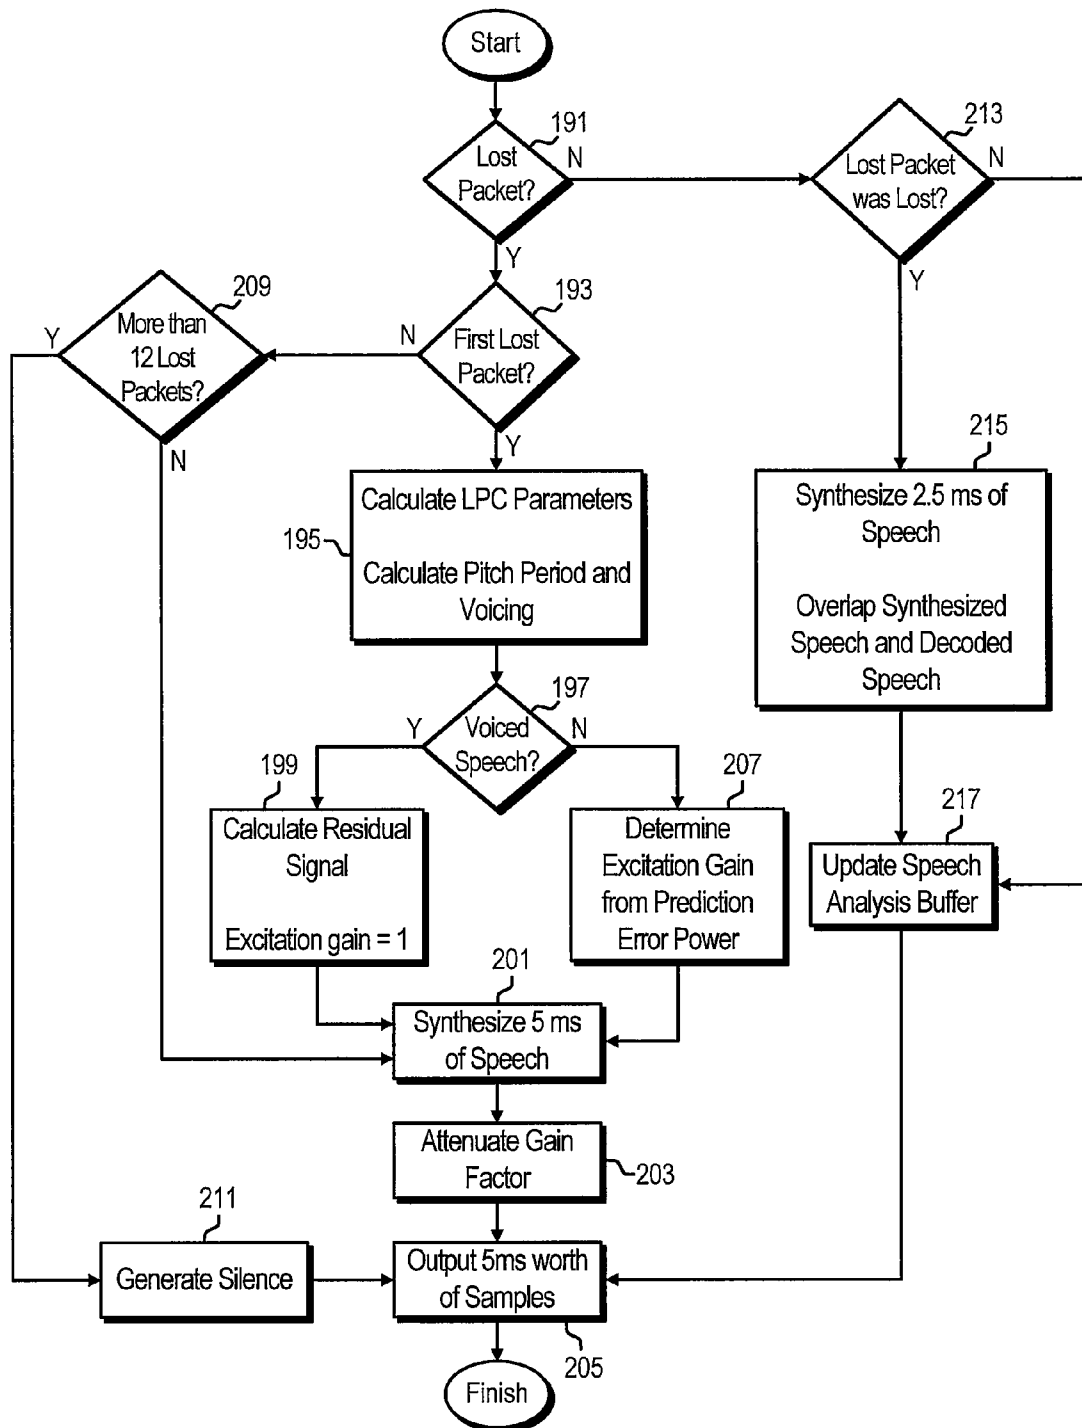 Start
191
Lost
Packet?
N
Y
213
Lost Packet
was Lost?
N
Y
209
More than
12 Lost
Packets?
Y
N
193
First Lost
Packet?
N
Y
195
Calculate LPC Parameters
Calculate Pitch Period and
Voicing
215
Synthesize 2.5 ms of
Speech
Overlap Synthesized
Speech and Decoded
Speech
197
Voiced
Speech?
Y
N
199
Calculate Residual
Signal
Excitation gain = 1
207
Determine
Excitation Gain
from Prediction
Error Power
217
Update Speech
Analysis Buffer
201
Synthesize 5 ms
of Speech
Attenuate Gain
Factor
203
211
Generate Silence
Output 5ms worth
of Samples
205
Finish